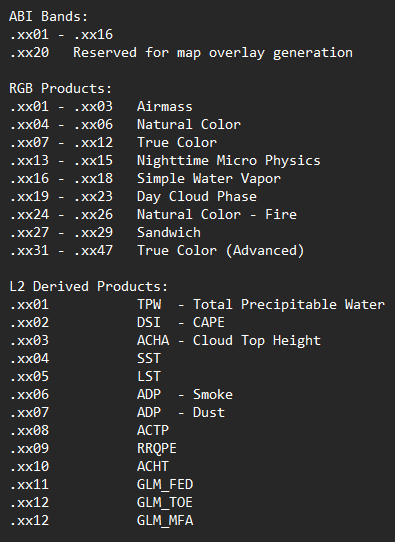 ABI Bands:
.xx01 - .xx16
.xx20   Reserved for map overlay generation

RGB Products:
.xx01 - .xx03   Airmass
.xx04 - .xx06   Natural Color
.xx07 - .xx12   True Color
.xx13 - .xx15   Nighttime Micro Physics
.xx16 - .xx18   Simple Water Vapor
.xx19 - .xx23   Day Cloud Phase
.xx24 - .xx26   Natural Color - Fire
.xx27 - .xx29   Sandwich
.xx31 - .xx47   True Color (Advanced)

L2 Derived Products:
.xx01           TPW  - Total Precipitable Water
.xx02           DSI  - CAPE
.xx03           ACHA - Cloud Top Height
.xx04           SST
.xx05           LST
.xx06           ADP  - Smoke
.xx07           ADP  - Dust
.xx08           ACTP
.xx09           RRQPE
.xx10           ACHT
.xx11           GLM_FED
.xx12           GLM_TOE
.xx12           GLM_MFA